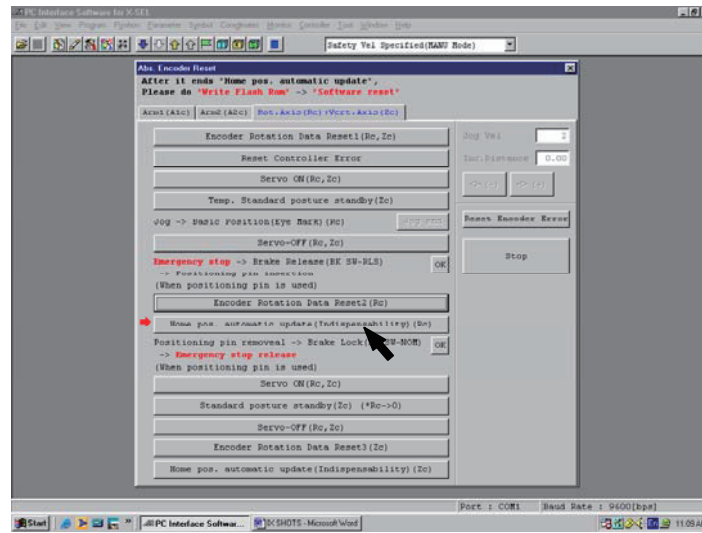 PC Interface Software for X-SEL
File Edit View Program Position Parameter Symbol Coordinate Monitor Controller Tool Window Help
Safety Vel Specified(MANU Mode)
Abs. Encoder Reset
After it ends "Home pos. automatic update",
Please do "Write Flash Rom" -> "Software reset"
Arm1(A1c) Arm2(A2c) Rot.Axis(Rc)+Vert.Axis(Zc)
Encoder Rotation Data Reset1(Rc,Zc)
Jog Vel 2
Reset Controller Error
Inc.Distance 0.00
Servo ON(Rc,Zc)
Temp. Standard posture standby(Zc)
Jog -> Basic Position(Eye Mark)(Rc) Jog end
Reset Encoder Error
Servo-OFF(Rc,Zc)
Stop
Emergency stop -> Brake Release(BK SW-RLS)
-> Positioning pin insertion
(When positioning pin is used)
OK
Encoder Rotation Data Reset2(Rc)
Home pos. automatic update(Indispensability)(Rc)
Positioning pin removeal -> Brake Lock( SW-NOM)
-> Emergency stop release
(When positioning pin is used)
OK
Servo ON(Rc,Zc)
Standard posture standby(Zc) (*Rc->0)
Servo-OFF(Rc,Zc)
Encoder Rotation Data Reset3(Zc)
Home pos. automatic update(Indispensability)(Zc)
Port : COM1 Baud Rate : 9600[bps]
Start PC Interface Softwar... IX SHOTS - Microsoft Word 11:09 A